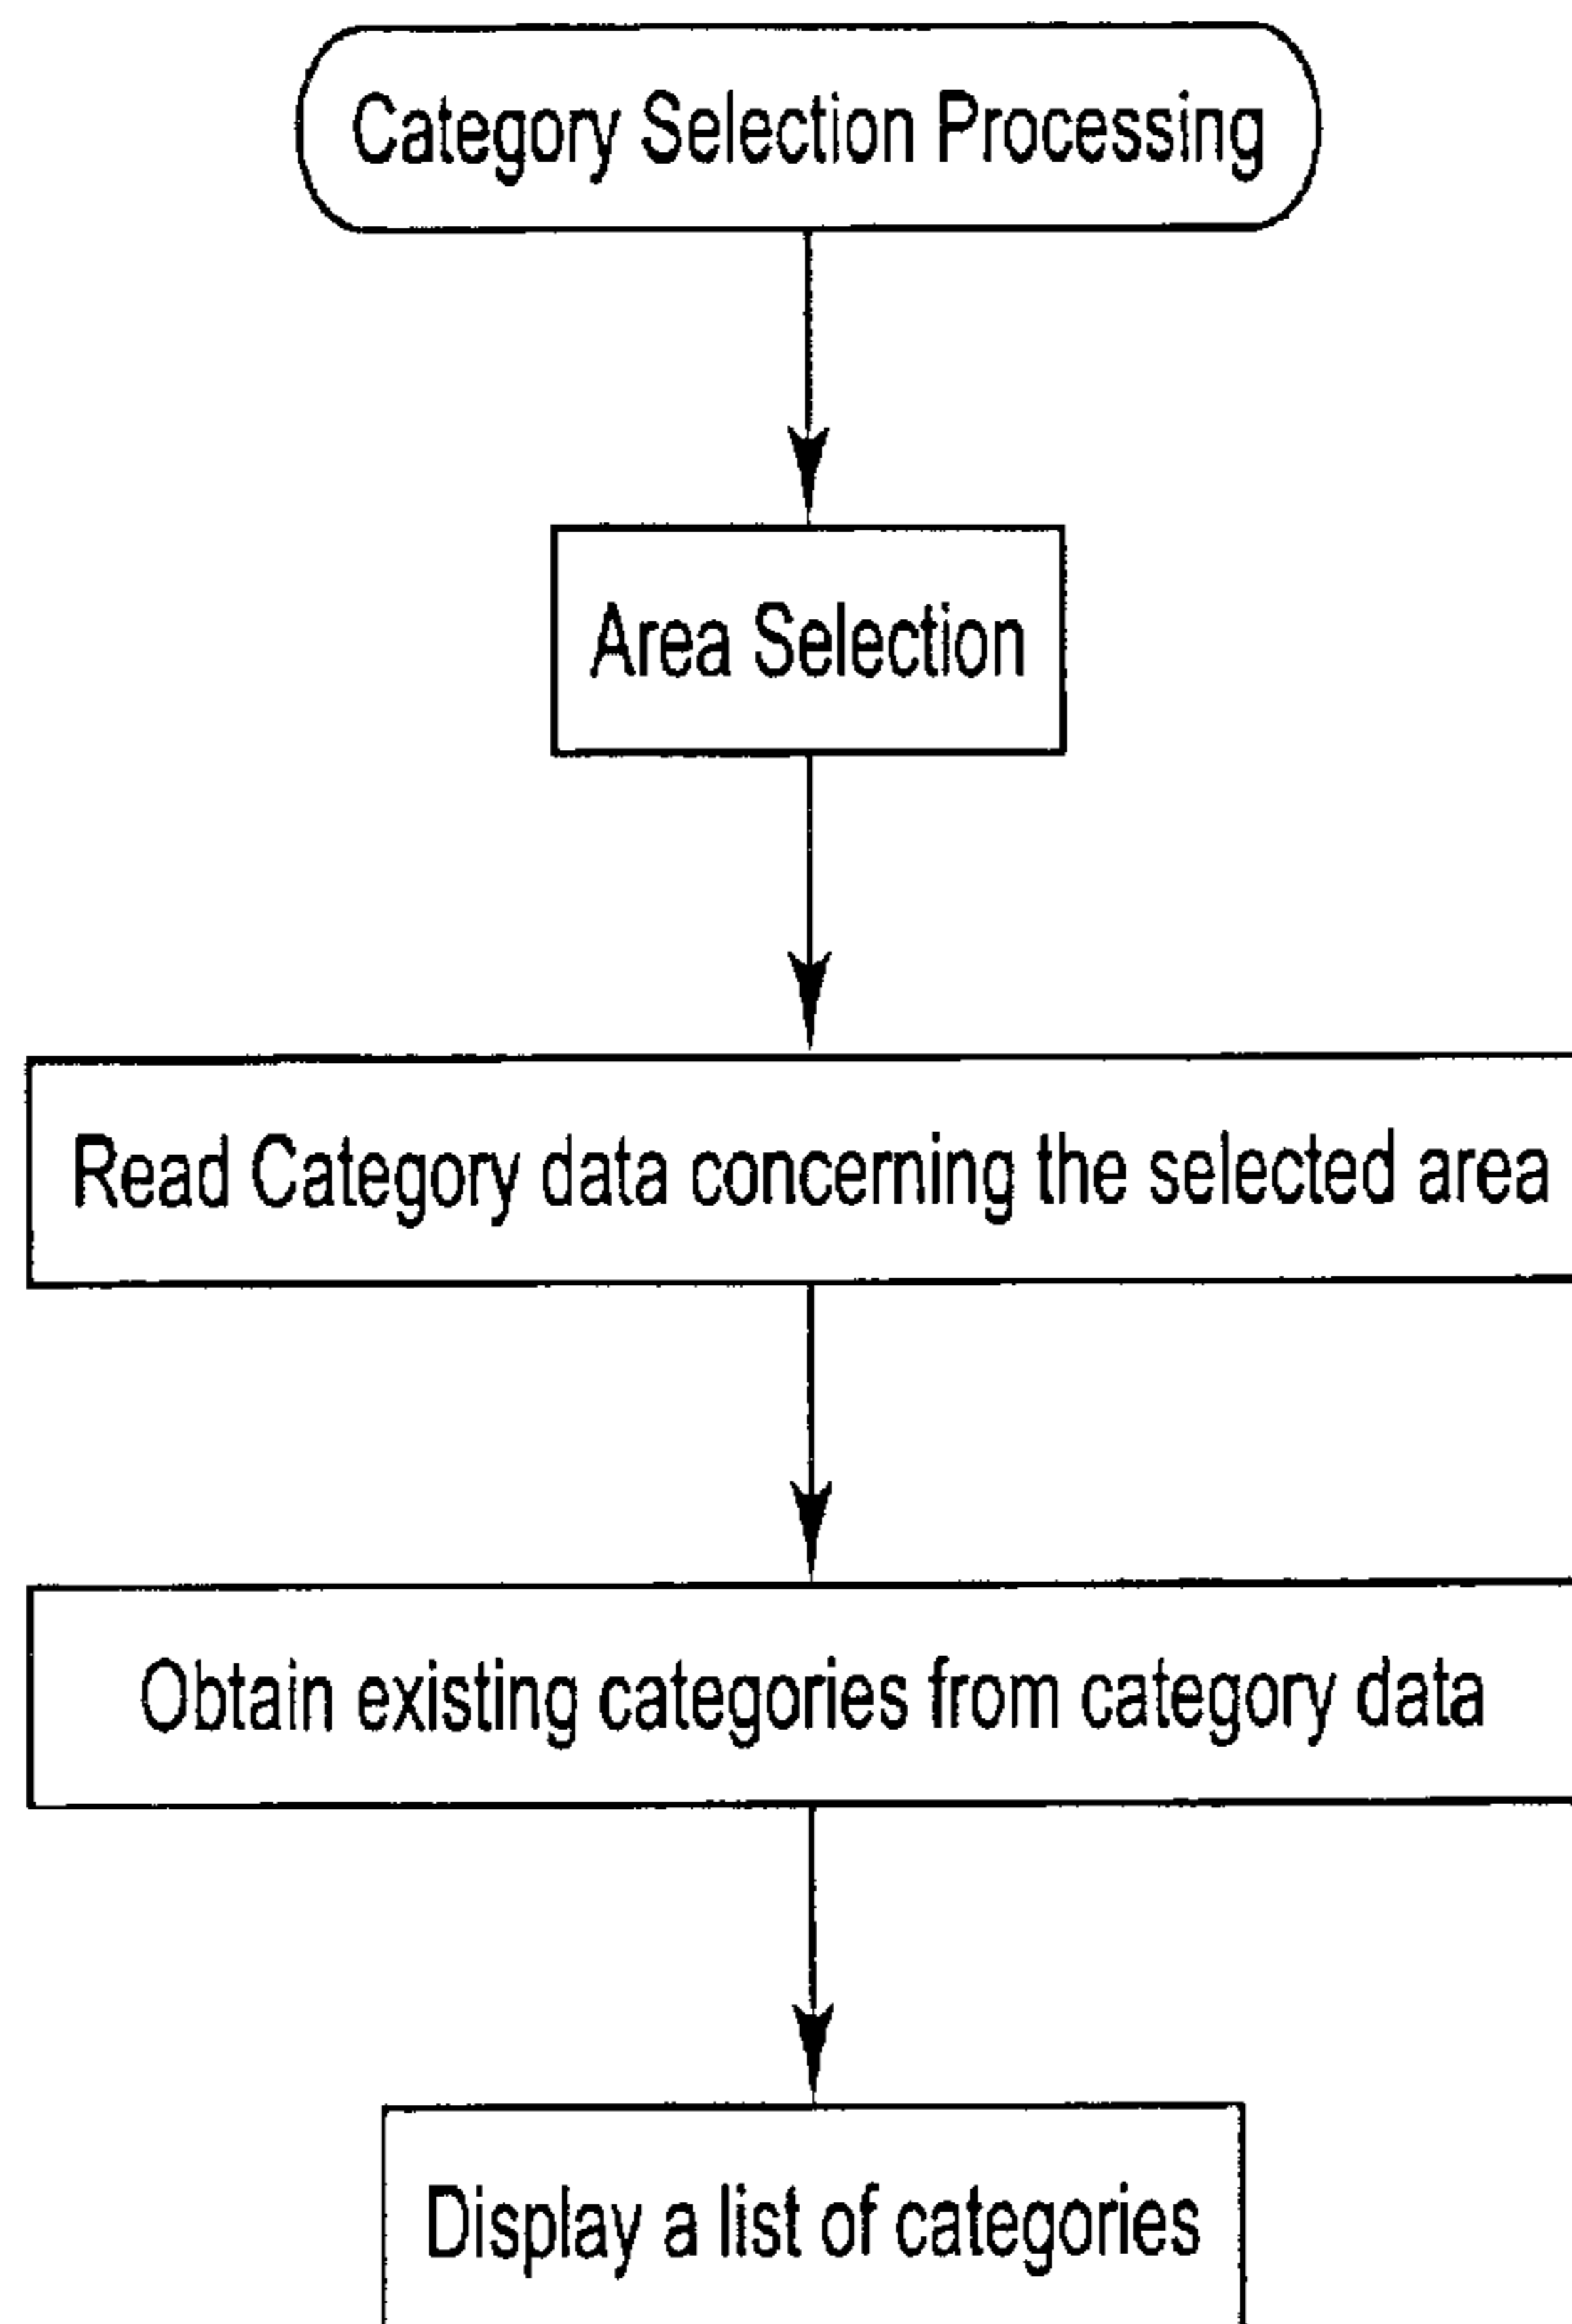 Category Selection Processing
Area Selection
Read Category data concerning the selected area
Obtain existing categories from category data
Display a list of categories